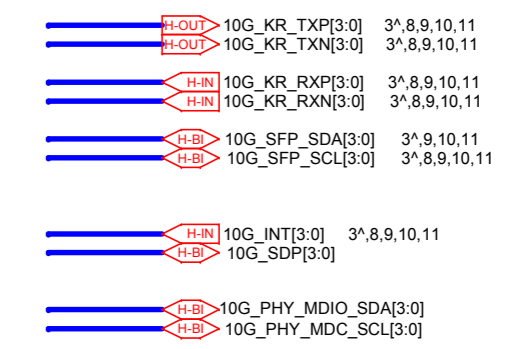 H-OUT 10G_KR_TXP[3:0] 3^,8,9,10,11
H-OUT 10G_KR_TXN[3:0] 3^,8,9,10,11
H-IN 10G_KR_RXP[3:0] 3^,8,9,10,11
H-IN 10G_KR_RXN[3:0] 3^,8,9,10,11
H-BI 10G_SFP_SDA[3:0] 3^,9,10,11
H-BI 10G_SFP_SCL[3:0] 3^,8,9,10,11
H-IN 10G_INT[3:0] 3^,8,9,10,11
H-BI 10G_SDP[3:0]
H-BI 10G_PHY_MDIO_SDA[3:0]
H-BI 10G_PHY_MDC_SCL[3:0]